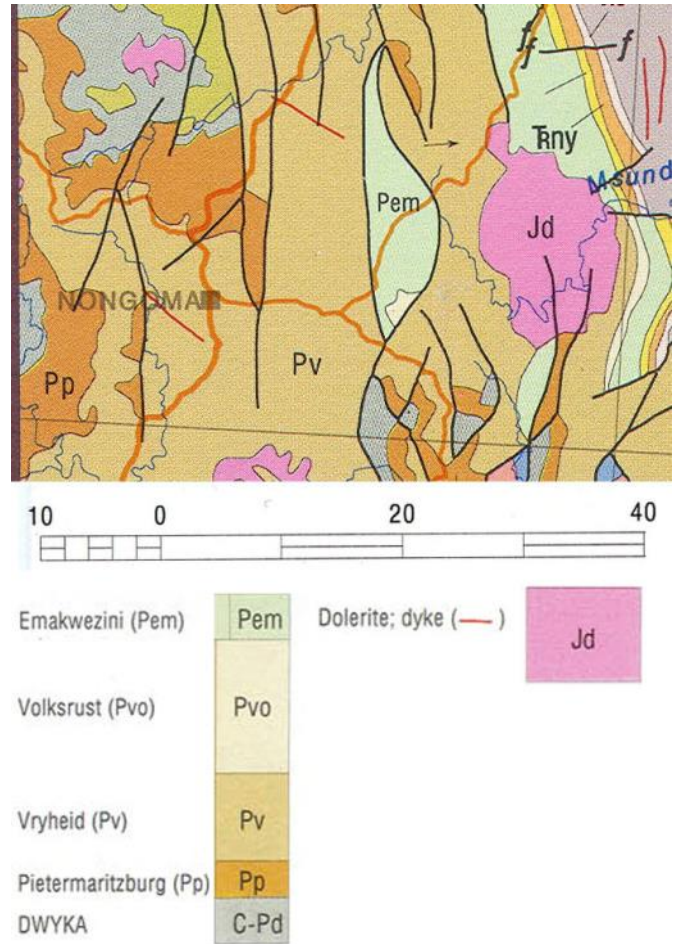 f
f
f
Trny
Msund
Pem
Jd
NONGOMA
Pv
Pp
10 0 20 40
Emakwezini (Pem) Pem Dolerite; dyke ( — ) Jd
Volksrust (Pvo) Pvo
Vryheid (Pv) Pv
Pietermaritzburg (Pp) Pp
DWYKA C-Pd